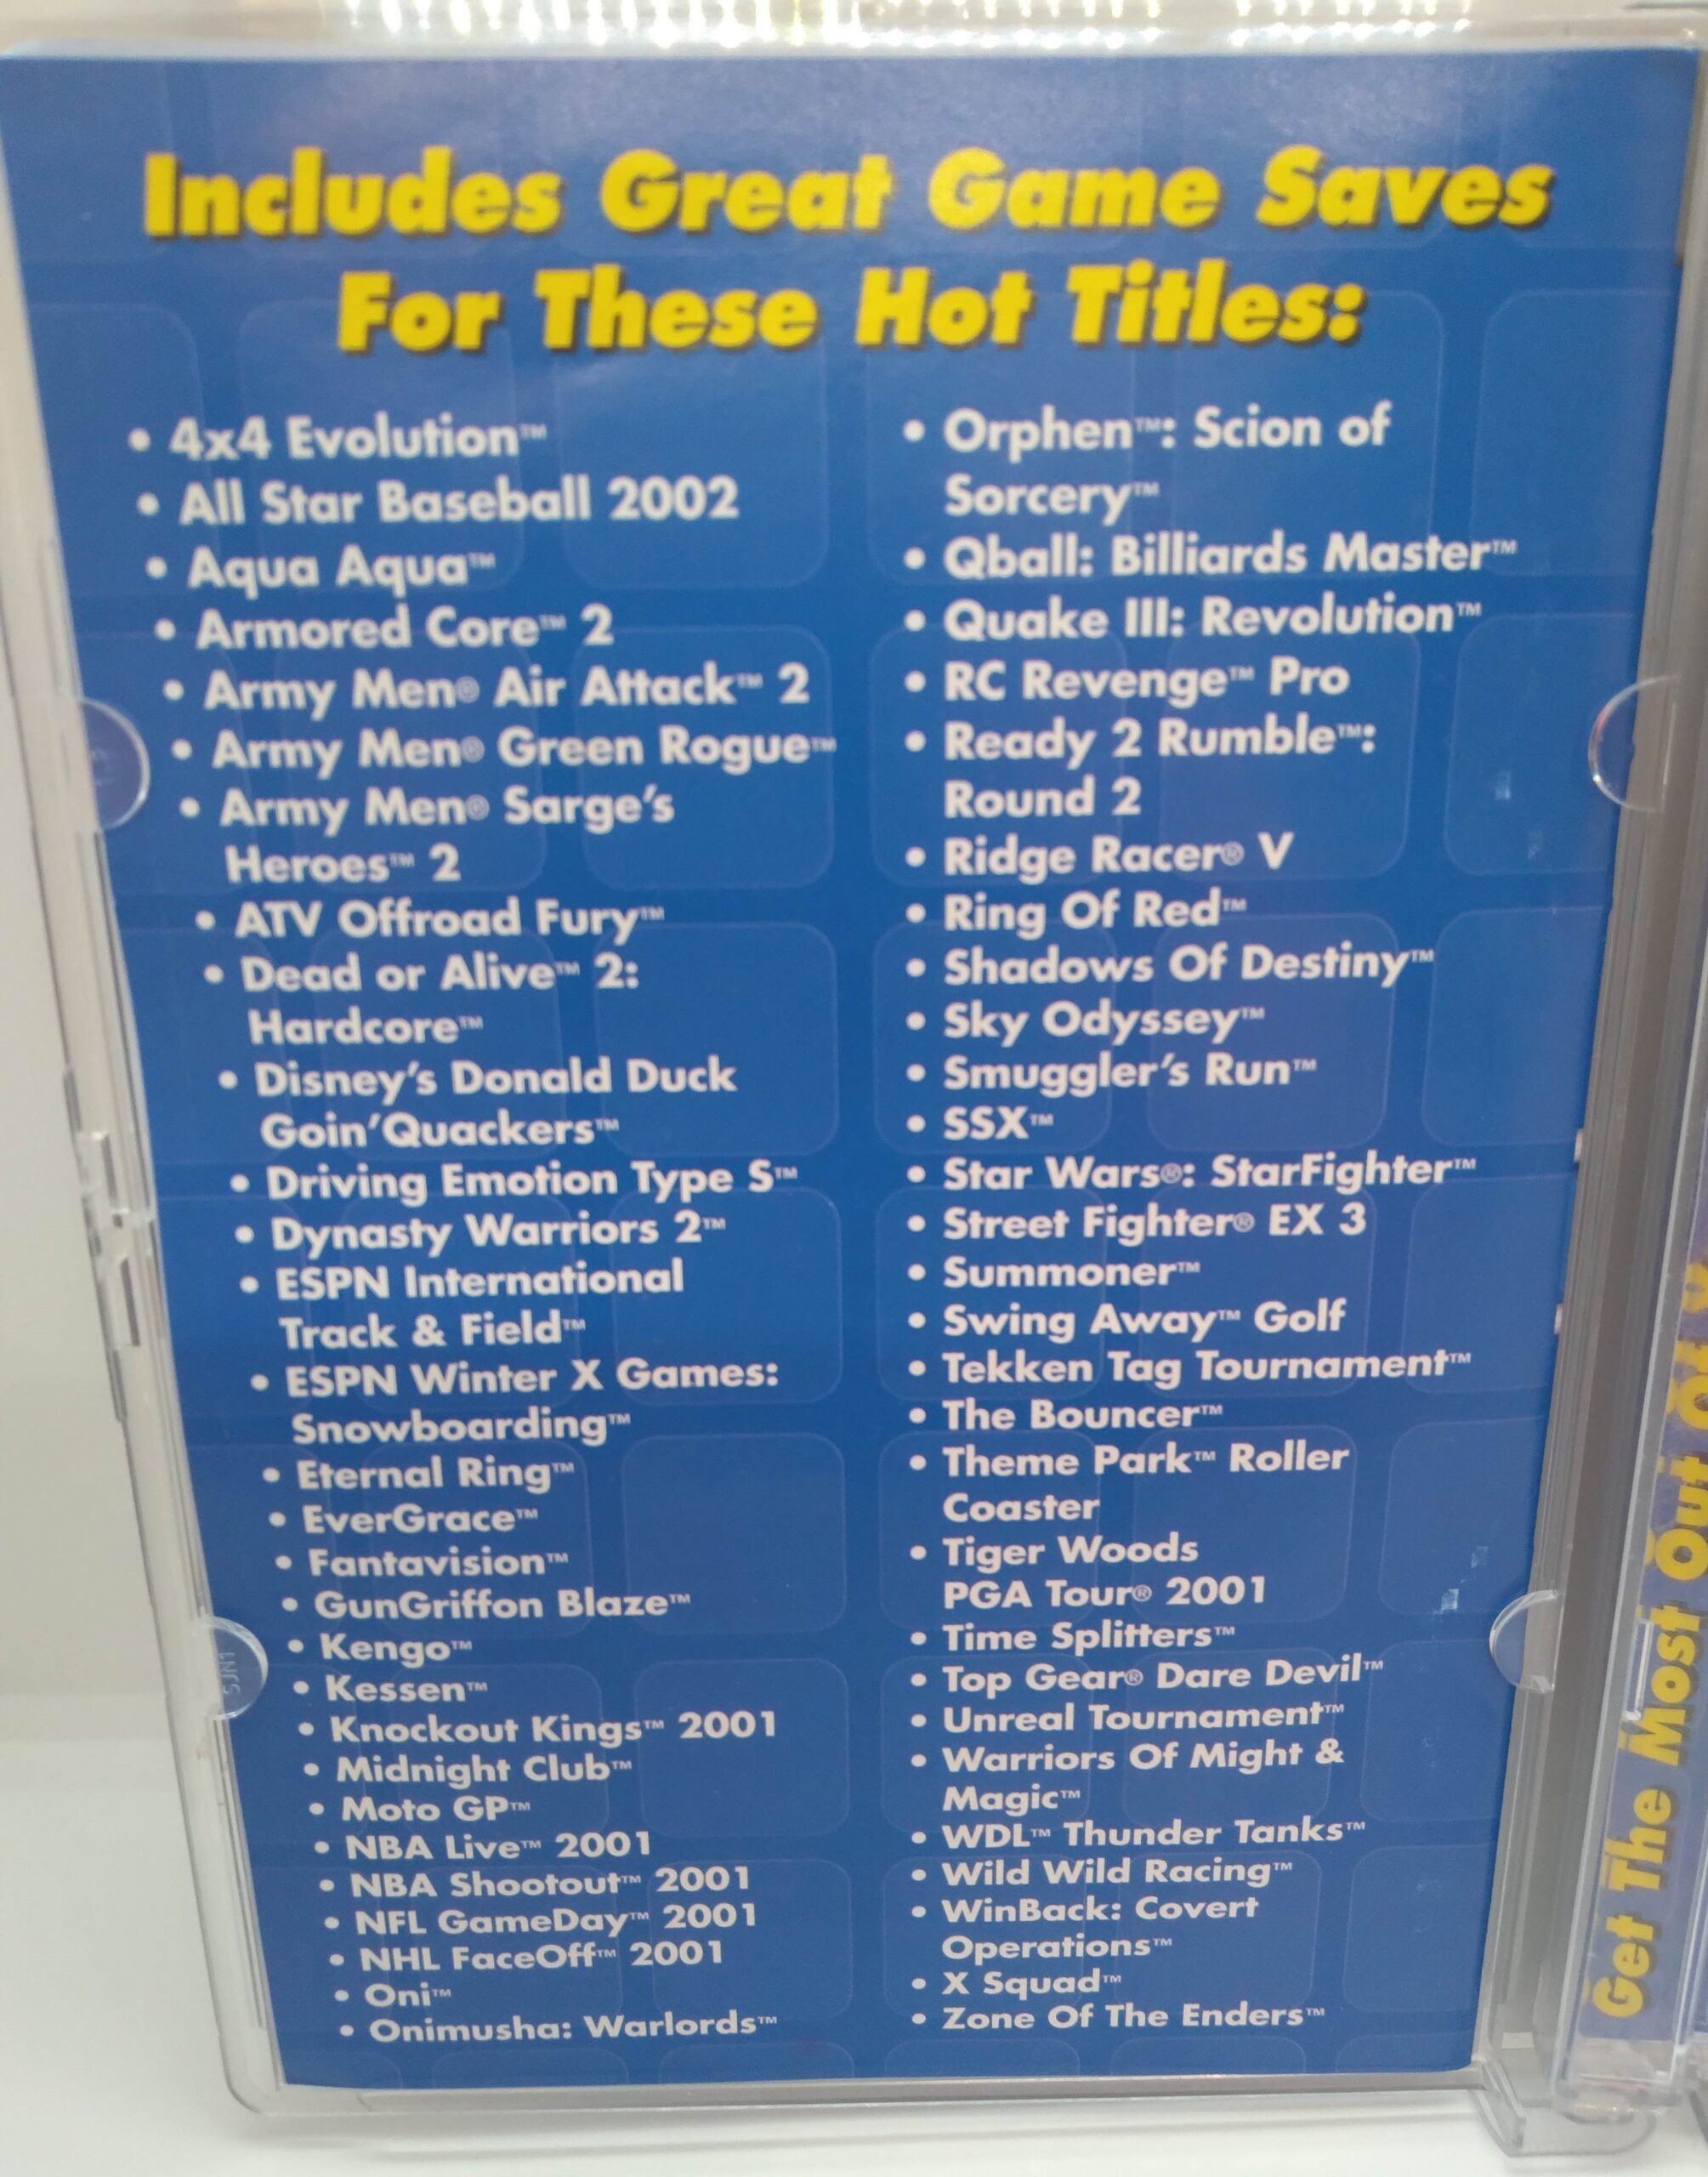 Includes Great Game Saves
For These Hot Titles:
• 4x4 Evolution™
• All Star Baseball 2002
• Aqua Aqua™
• Armored Core™ 2
• Army Men® Air Attack™ 2
• Army Men® Green Rogue™
• Army Men® Sarge's
Heroes™ 2
• ATV Offroad Fury™
• Dead or Alive™ 2:
Hardcore™
• Disney's Donald Duck
Goin'Quackers™
• Driving Emotion Type S™
• Dynasty Warriors 2™
• ESPN International
Track & Field™
• ESPN Winter X Games:
Snowboarding™
• Eternal Ring™
• EverGrace™
• Fantavision™
• GunGriffon Blaze™
• Kengo™
• Kessen™
• Knockout Kings™ 2001
• Midnight Club™
• Moto GP™
• NBA Live™ 2001
• NBA Shootout™ 2001
• NFL GameDay™ 2001
• NHL FaceOff™ 2001
• Oni™
• Onimusha: Warlords™
• Orphen™: Scion of
Sorcery™
• Qball: Billiards Master™
• Quake III: Revolution™
• RC Revenge™ Pro
• Ready 2 Rumble™:
Round 2
• Ridge Racer® V
• Ring Of Red™
• Shadows Of Destiny™
• Sky Odyssey™
• Smuggler's Run™
• SSX™
• Star Wars®: StarFighter™
• Street Fighter® EX 3
• Summoner™
• Swing Away™ Golf
• Tekken Tag Tournament™
• The Bouncer™
• Theme Park™ Roller
Coaster
• Tiger Woods
PGA Tour® 2001
• Time Splitters™
• Top Gear® Dare Devil™
• Unreal Tournament™
• Warriors Of Might &
Magic™
• WDL™ Thunder Tanks™
• Wild Wild Racing™
• WinBack: Covert
Operations™
• X Squad™
• Zone Of The Enders™
Get The Most Out Of